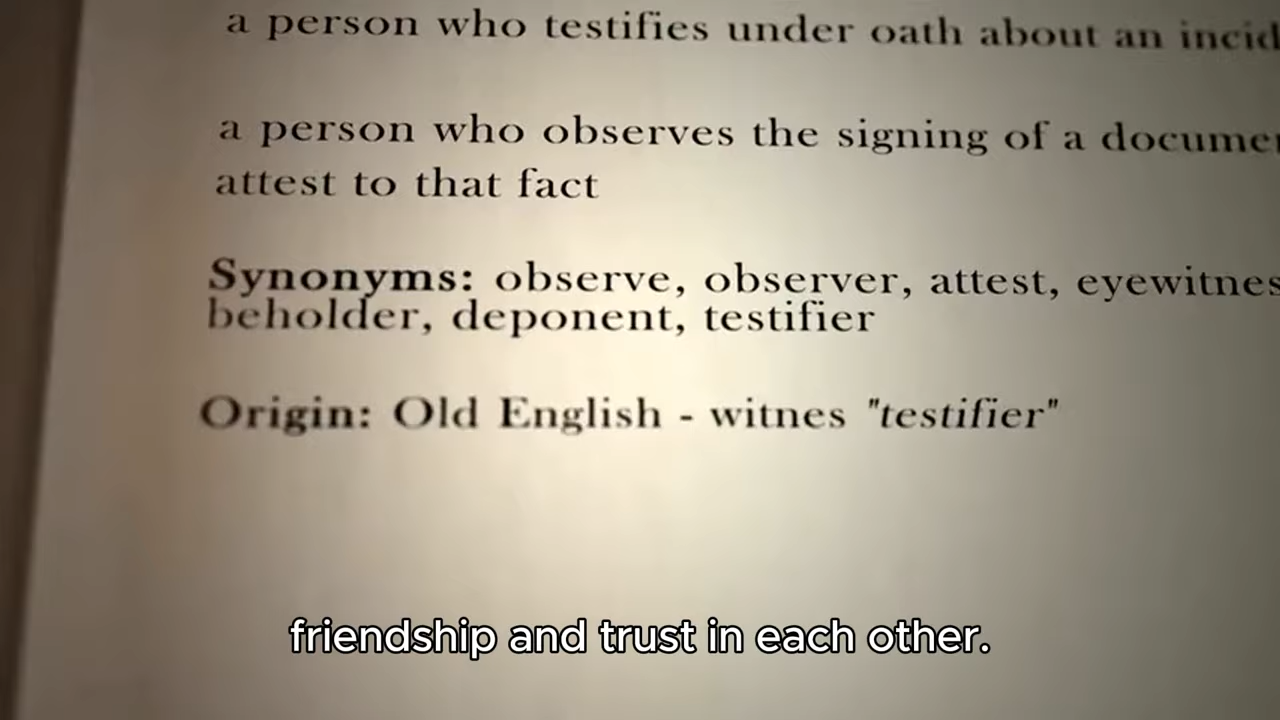 a person who testifies under oath about an
a person who observes the signing of a
attest to that fact
Synonyms: observe, observer, attest,
beholder, deponent, testifier
Origin: Old English - witnes "testifier"
friendship and trust in each other.